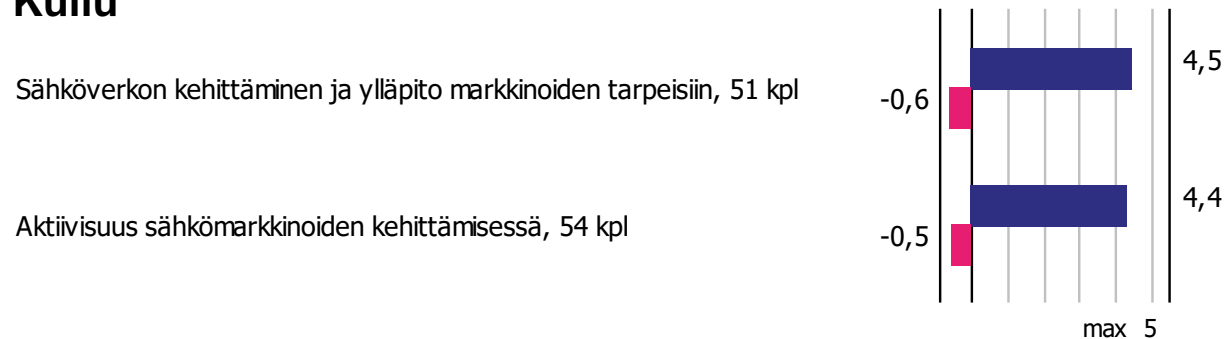 4,5
Sähköverkon kehittäminen ja ylläpito markkinoiden tarpeisiin, 51 kpl
-0,6
4,4
Aktiivisuus sähkömarkkinoiden kehittämisessä, 54 kpl
-0,5
max 5